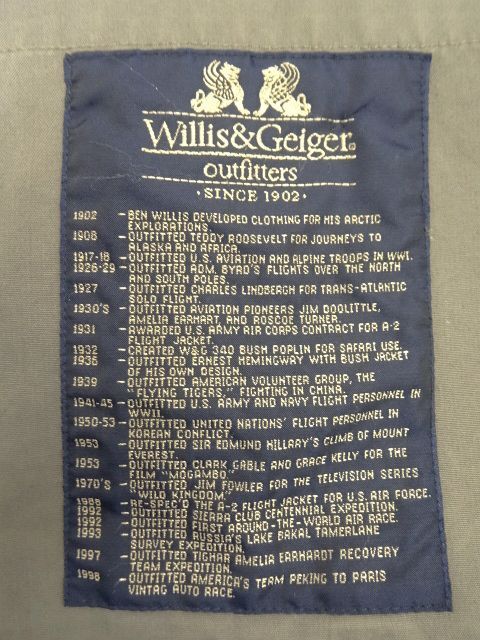 Willis&Geiger
outfitters
· SINCE 1902 ·
1902 - BEN WILLIS DEVELOPED CLOTHING FOR HIS ARCTIC
EXPLORATIONS.
1908 - OUTFITTED TEDDY ROOSEVELT FOR JOURNEYS TO
ALASKA AND AFRICA.
1917-18 - OUTFITTED U.S. AVIATION AND ALPINE TROOPS IN WWI.
1926-29 - OUTFITTED ADM. BYRD'S FLIGHTS OVER THE NORTH
AND SOUTH POLES.
1927 - OUTFITTED CHARLES LINDBERGH FOR TRANS-ATLANTIC
SOLO FLIGHT.
1930'S - OUTFITTED AVIATION PIONEERS JIM DOOLITTLE,
AMELIA EARHART, AND ROSCOE TURNER.
1931 - AWARDED U.S. ARMY AIR CORPS CONTRACT FOR A-2
FLIGHT JACKET.
1932 - CREATED W&G 340 BUSH POPLIN FOR SAFARI USE.
1936 - OUTFITTED ERNEST HEMINGWAY WITH BUSH JACKET
OF HIS OWN DESIGN.
1939 - OUTFITTED AMERICAN VOLUNTEER GROUP, THE
"FLYING TIGERS," FIGHTING IN CHINA.
1941-45 - OUTFITTED U.S. ARMY AND NAVY FLIGHT PERSONNEL IN
WWII.
1950-53 - OUTFITTED UNITED NATIONS' FLIGHT PERSONNEL IN
KOREAN CONFLICT.
1953 - OUTFITTED SIR EDMUND HILLARY'S CLIMB OF MOUNT
EVEREST.
1953 - OUTFITTED CLARK GABLE AND GRACE KELLY FOR THE
FILM "MOGAMBO"
1970'S - OUTFITTED JIM FOWLER FOR THE TELEVISION SERIES
"WILD KINGDOM."
1988 - RE-SPEC'D THE A-2 FLIGHT JACKET FOR U.S. AIR FORCE.
1992 - OUTFITTED SIERRA CLUB CENTENNIAL EXPEDITION.
1992 - OUTFITTED FIRST AROUND-THE-WORLD AIR RACE.
1993 - OUTFITTED RUSSIA'S LAKE BAKAL TAMERLANE
SURVEY EXPEDITION.
1997 - OUTFITTED TIGHAR AMELIA EARHARDT RECOVERY
TEAM EXPEDITION.
1998 - OUTFITTED AMERICA'S TEAM PEKING TO PARIS
VINTAG AUTO RACE.